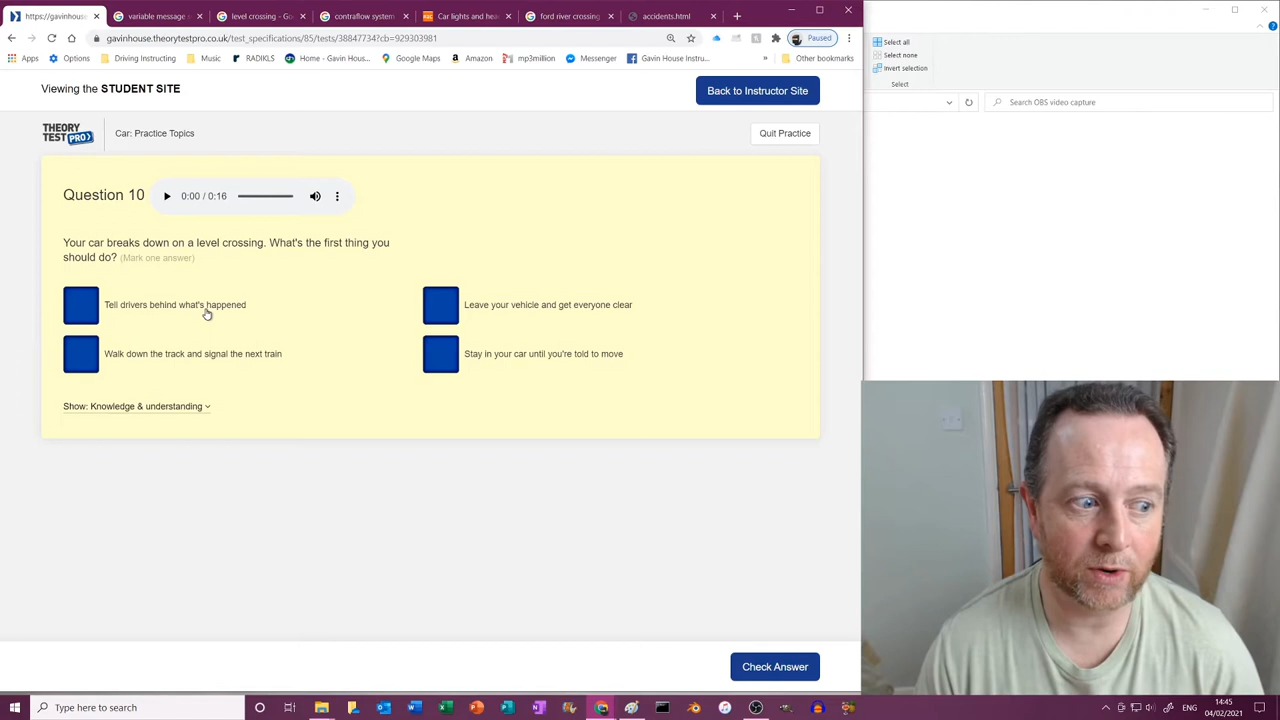 https://gavinhouse
variable message s
level crossing - Go
contraflow system
RAC
Car lights and hea
ford river crossing
accidents.html
gavinhouse.theorytestpro.co.uk/test_specifications/85/tests/38847734?cb=929303981
Paused
Apps
Options
Driving Instructing
Music
RADIKLS
Home - Gavin Hous...
Google Maps
Amazon
mp3million
Messenger
Gavin House Instru...
»
Other bookmarks
Select all
Select none
Invert selection
Select
Search OBS video capture
Viewing the STUDENT SITE
Back to Instructor Site
THEORY
TEST PRO
Car: Practice Topics
Quit Practice
Question 10
0:00 / 0:16
Your car breaks down on a level crossing. What's the first thing you
should do? (Mark one answer)
Tell drivers behind what's happened
Leave your vehicle and get everyone clear
Walk down the track and signal the next train
Stay in your car until you're told to move
Show: Knowledge & understanding
Check Answer
Type here to search
ENG
14:45
04/02/2021